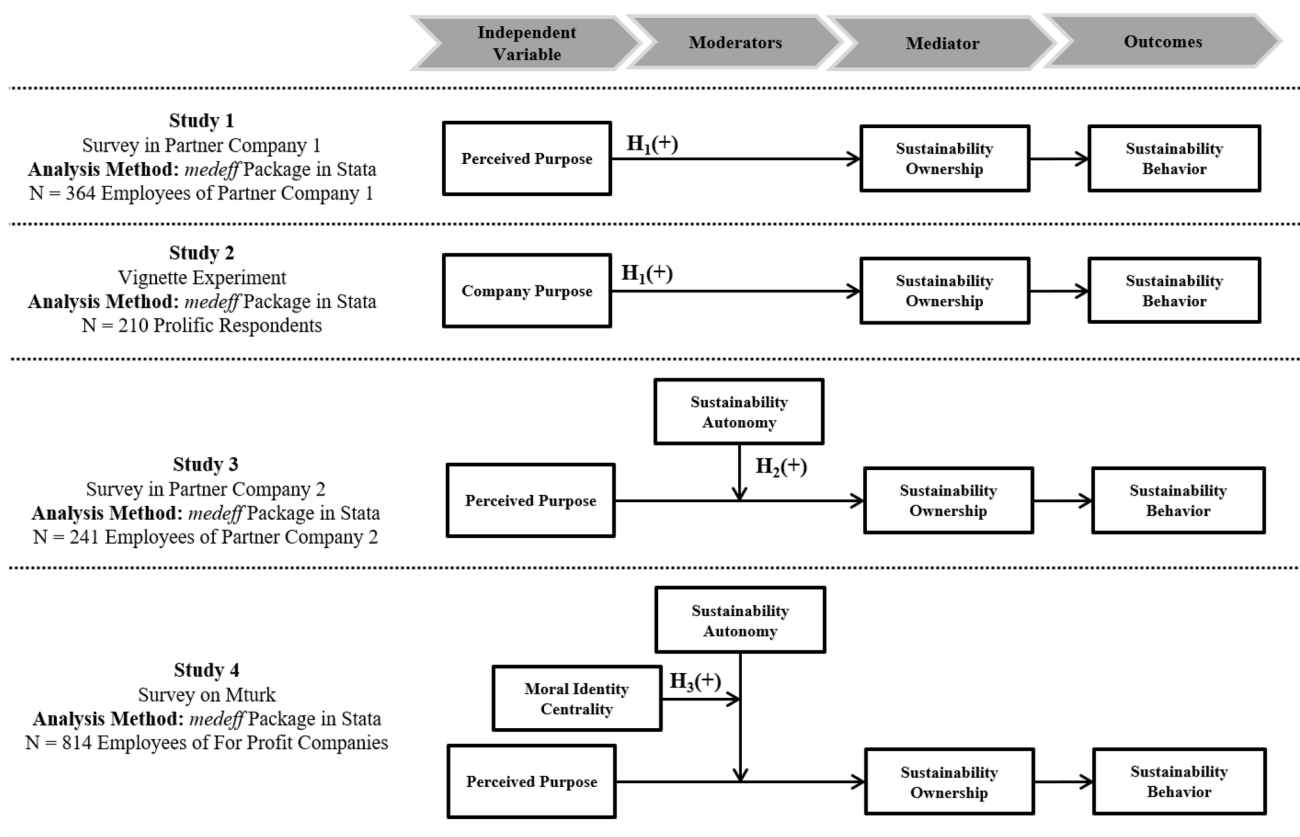 Independent
Variable
Moderators
Mediator
Outcomes
Study 1
Survey in Partner Company 1
Analysis Method: medeff Package in Stata
N = 364 Employees of Partner Company 1
Perceived Purpose
H₁(+)
Sustainability
Ownership
Sustainability
Behavior
Study 2
Vignette Experiment
Analysis Method: medeff Package in Stata
N = 210 Prolific Respondents
Company Purpose
H₁(+)
Sustainability
Ownership
Sustainability
Behavior
Study 3
Survey in Partner Company 2
Analysis Method: medeff Package in Stata
N = 241 Employees of Partner Company 2
Sustainability
Autonomy
H₂(+)
Perceived Purpose
Sustainability
Ownership
Sustainability
Behavior
Study 4
Survey on Mturk
Analysis Method: medeff Package in Stata
N = 814 Employees of For Profit Companies
Sustainability
Autonomy
Moral Identity
Centrality
H₃(+)
Perceived Purpose
Sustainability
Ownership
Sustainability
Behavior